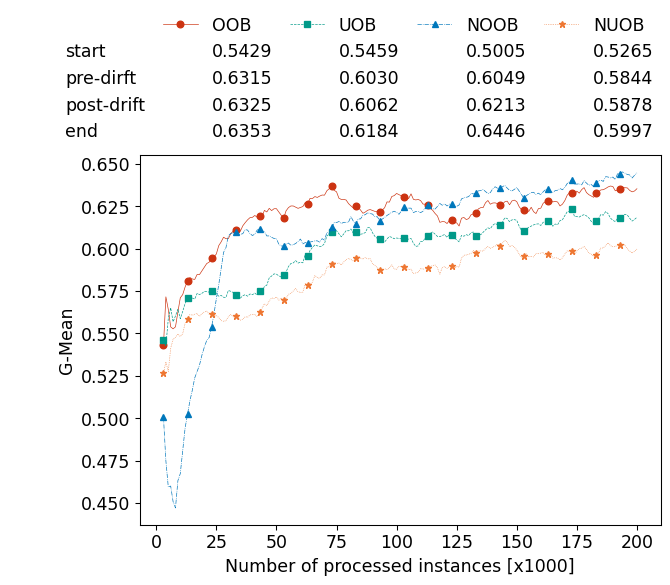 OOB UOB NOOB NUOB
start 0.5429 0.5459 0.5005 0.5265
pre-dirft 0.6315 0.6030 0.6049 0.5844
post-drift 0.6325 0.6062 0.6213 0.5878
end 0.6353 0.6184 0.6446 0.5997
0.650
0.625
0.600
0.575
0.550
0.525
0.500
0.475
0.450
G-Mean
0 25 50 75 100 125 150 175 200
Number of processed instances [x1000]